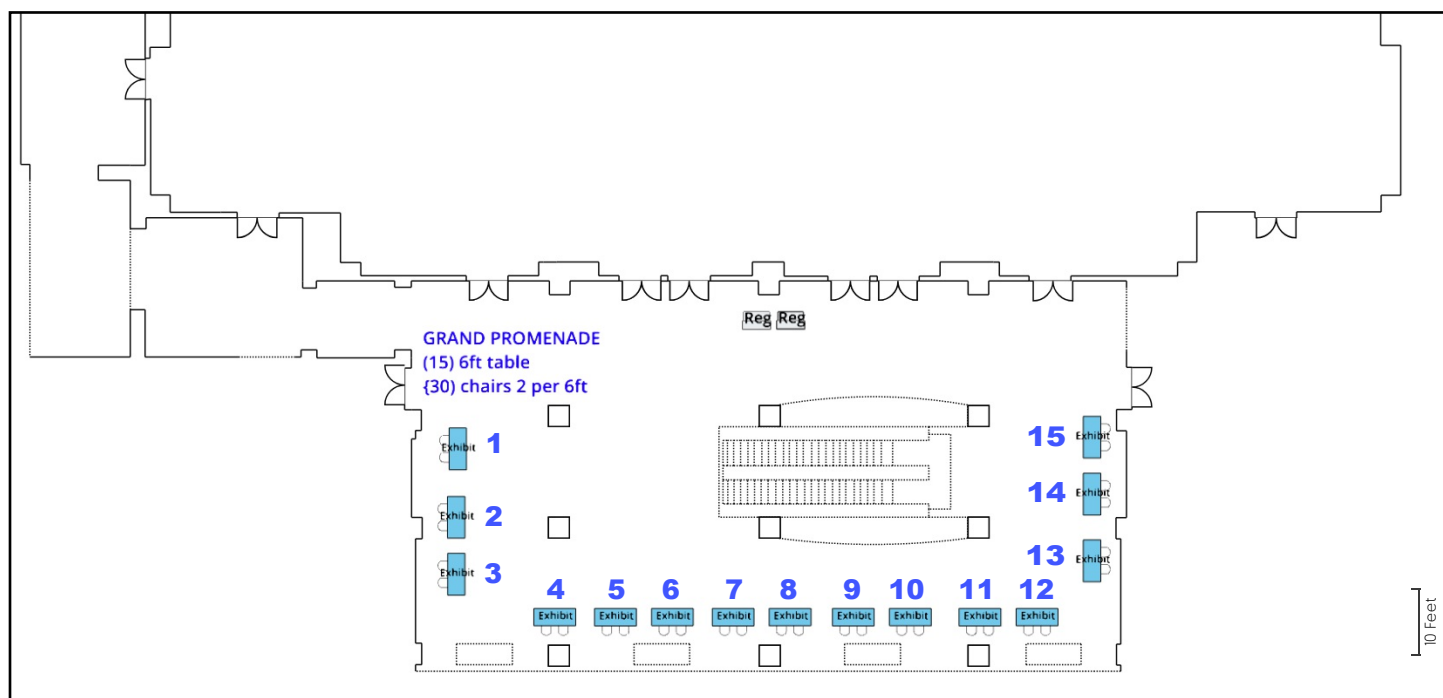 Reg Reg
GRAND PROMENADE
(15) 6ft table
{30) chairs 2 per 6ft
Exhibit 1
Exhibit 2
Exhibit 3
15 Exhibit
14 Exhibit
13 Exhibit
4 5 6 7 8 9 10 11 12
Exhibit Exhibit Exhibit Exhibit Exhibit Exhibit Exhibit Exhibit Exhibit
10 Feet